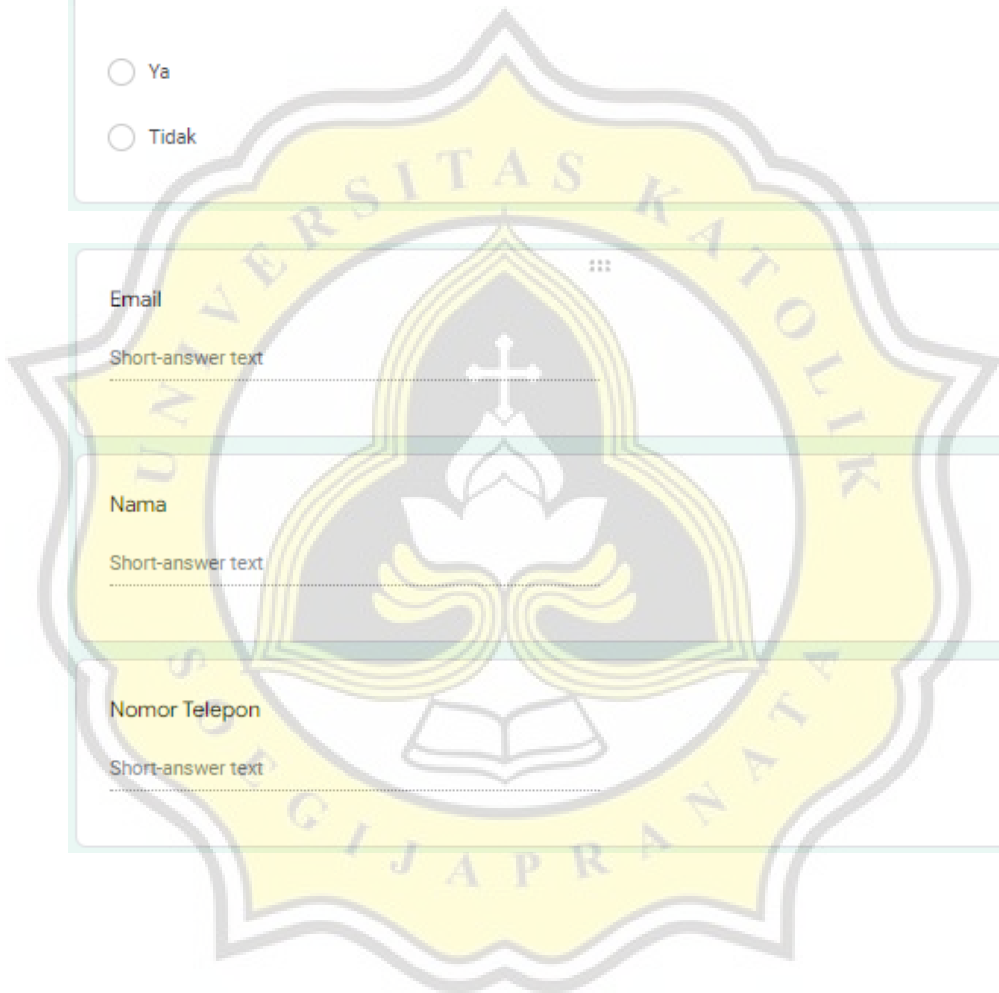 Ya
Tidak
UNIVERSITAS KATOLIK
Email
Short-answer text
Nama
Short-answer text
Nomor Telepon
Short-answer text
SOEGIJAPRANATA